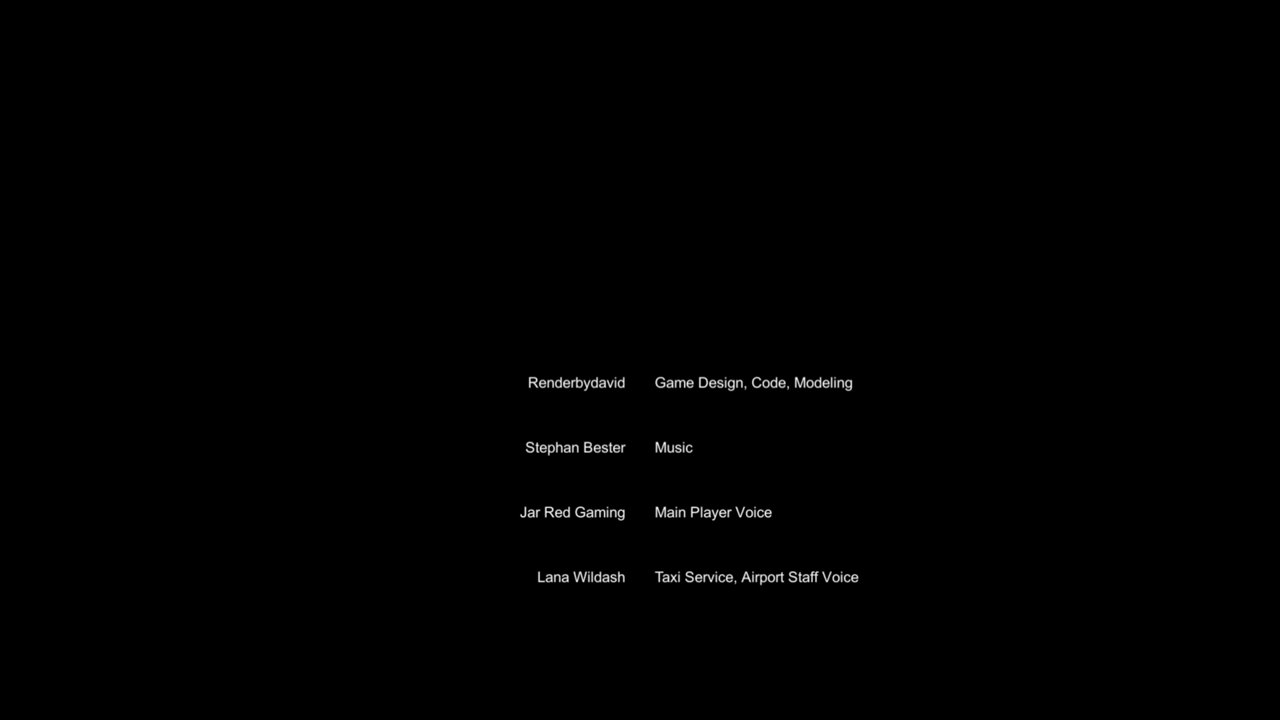 Renderbydavid Game Design, Code, Modeling
Stephan Bester Music
Jar Red Gaming Main Player Voice
Lana Wildash Taxi Service, Airport Staff Voice